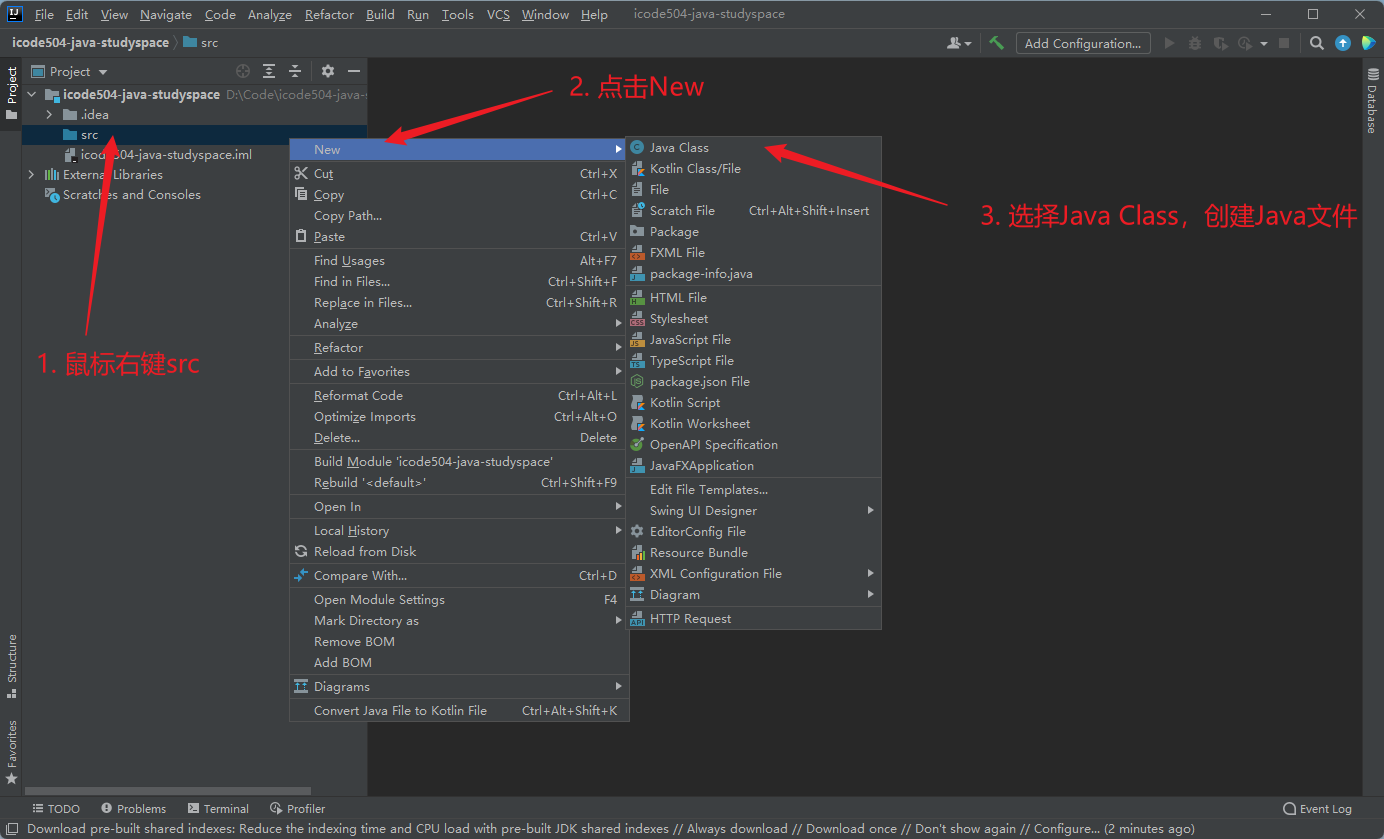 File Edit View Navigate Code Analyze Refactor Build Run Tools VCS Window Help icode504-java-studyspace
icode504-java-studyspace src
Add Configuration...
Project
Project
icode504-java-studyspace D:\Code\icode504-java-s
.idea
src
icode504-java-studyspace.iml
External Libraries
Scratches and Consoles
1. 鼠标右键src
2. 点击New
3. 选择Java Class，创建Java文件
New
Cut Ctrl+X
Copy Ctrl+C
Copy Path...
Paste Ctrl+V
Find Usages Alt+F7
Find in Files... Ctrl+Shift+F
Replace in Files... Ctrl+Shift+R
Analyze
Refactor
Add to Favorites
Reformat Code Ctrl+Alt+L
Optimize Imports Ctrl+Alt+O
Delete... Delete
Build Module 'icode504-java-studyspace'
Rebuild '<default>' Ctrl+Shift+F9
Open In
Local History
Reload from Disk
Compare With... Ctrl+D
Open Module Settings F4
Mark Directory as
Remove BOM
Add BOM
Diagrams
Convert Java File to Kotlin File Ctrl+Alt+Shift+K
Java Class
Kotlin Class/File
File
Scratch File Ctrl+Alt+Shift+Insert
Package
FXML File
package-info.java
HTML File
Stylesheet
JavaScript File
TypeScript File
package.json File
Kotlin Script
Kotlin Worksheet
OpenAPI Specification
JavaFXApplication
Edit File Templates...
Swing UI Designer
EditorConfig File
Resource Bundle
XML Configuration File
Diagram
HTTP Request
Database
Structure
Favorites
TODO Problems Terminal Profiler Event Log
Download pre-built shared indexes: Reduce the indexing time and CPU load with pre-built JDK shared indexes // Always download // Download once // Don't show again // Configure... (2 minutes ago)